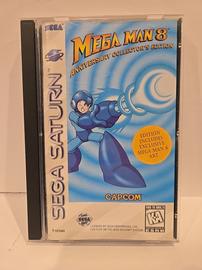 SEGA
MEGA MAN 8
ANNIVERSARY COLLECTOR'S EDITION
SEGA SATURN
EDITION
INCLUDES
EXCLUSIVE
MEGA MAN 8
ART
CAPCOM
K-A